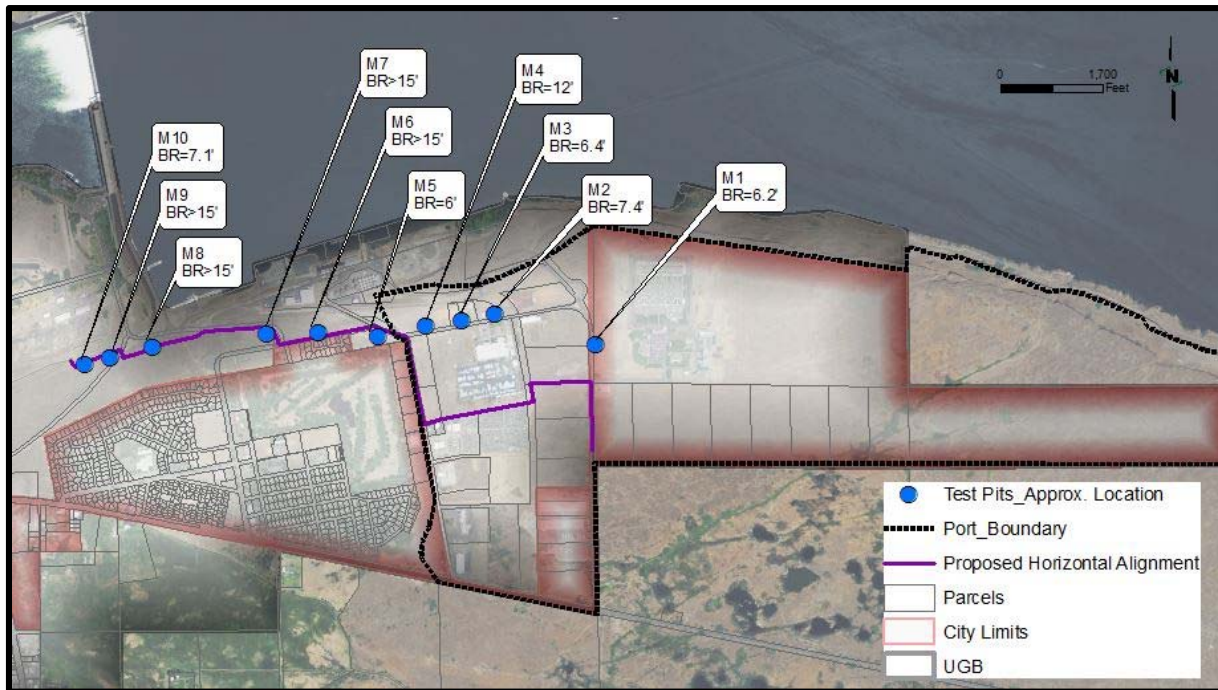 M7
BR>15'
M4
BR=12'
M6
BR>15'
M3
BR=6.4'
M10
BR=7.1'
M5
BR=6'
M2
BR=7.4'
M1
BR=6.2'
M9
BR>15'
M8
BR>15'
0 1,700
Feet
N
Test Pits_Approx. Location
Port_Boundary
Proposed Horizontal Alignment
Parcels
City Limits
UGB